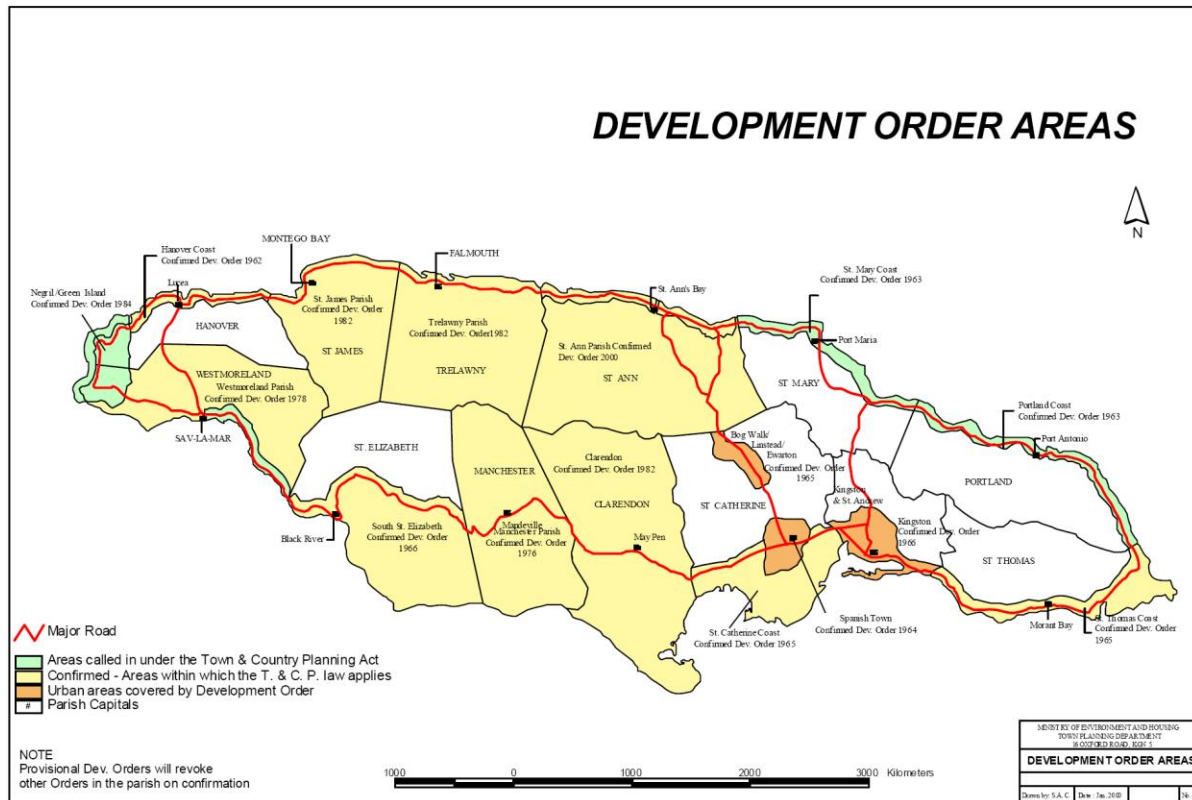 DEVELOPMENT ORDER AREAS
N
MONTEGO BAY
Hanover Coast
Confirmed Dev. Order 1962
FALMOUTH
St. Mary Coast
Confirmed Dev. Order 1963
Lucea
Negril/Green Island
Confirmed Dev. Order 1984
St. Ann's Bay
St. James Parish
Confirmed Dev. Order
1982
HANOVER
Trelawny Parish
Confirmed Dev. Order1982
Port Maria
ST JAMES
St. Ann Parish Confirmed
Dev. Order 2000
TRELAWNY
ST ANN
WESTMORELAND
Westmoreland Parish
Confirmed Dev. Order 1978
ST MARY
Portland Coast
Confirmed Dev. Order 1963
SAV-LA-MAR
Port Antonio
Bog Walk/
Linstead/
Ewarton
Confirmed Dev. Order
1965
ST. ELIZABETH
MANCHESTER
Clarendon
Confirmed Dev. Order 1982
PORTLAND
Kingston
& St. Andrew
CLARENDON
ST CATHERINE
South St. Elizabeth
Confirmed Dev. Order
1966
Mandeville
Manchester Parish
Confirmed Dev. Order
1976
Kingston
Confirmed Dev. Order
1966
Black River
May Pen
ST THOMAS
St. Catherine Coast
Confirmed Dev. Order 1965
Spanish Town
Confirmed Dev. Order 1964
Morant Bay
St. Thomas Coast
Confirmed Dev. Order
1965
Major Road
Areas called in under the Town & Country Planning Act
Confirmed - Areas within which the T. & C. P. law applies
Urban areas covered by Development Order
# Parish Capitals
NOTE
Provisional Dev. Orders will revoke
other Orders in the parish on confirmation
1000 0 1000 2000 3000 Kilometers
MINISTRY OF ENVIRONMENT AND HOUSING
TOWN PLANNING DEPARTMENT
16 OXFORD ROAD, KGN 5
DEVELOPMENT ORDER AREAS
Drawn by: S.A.C. Date: Jan, 2000 No.